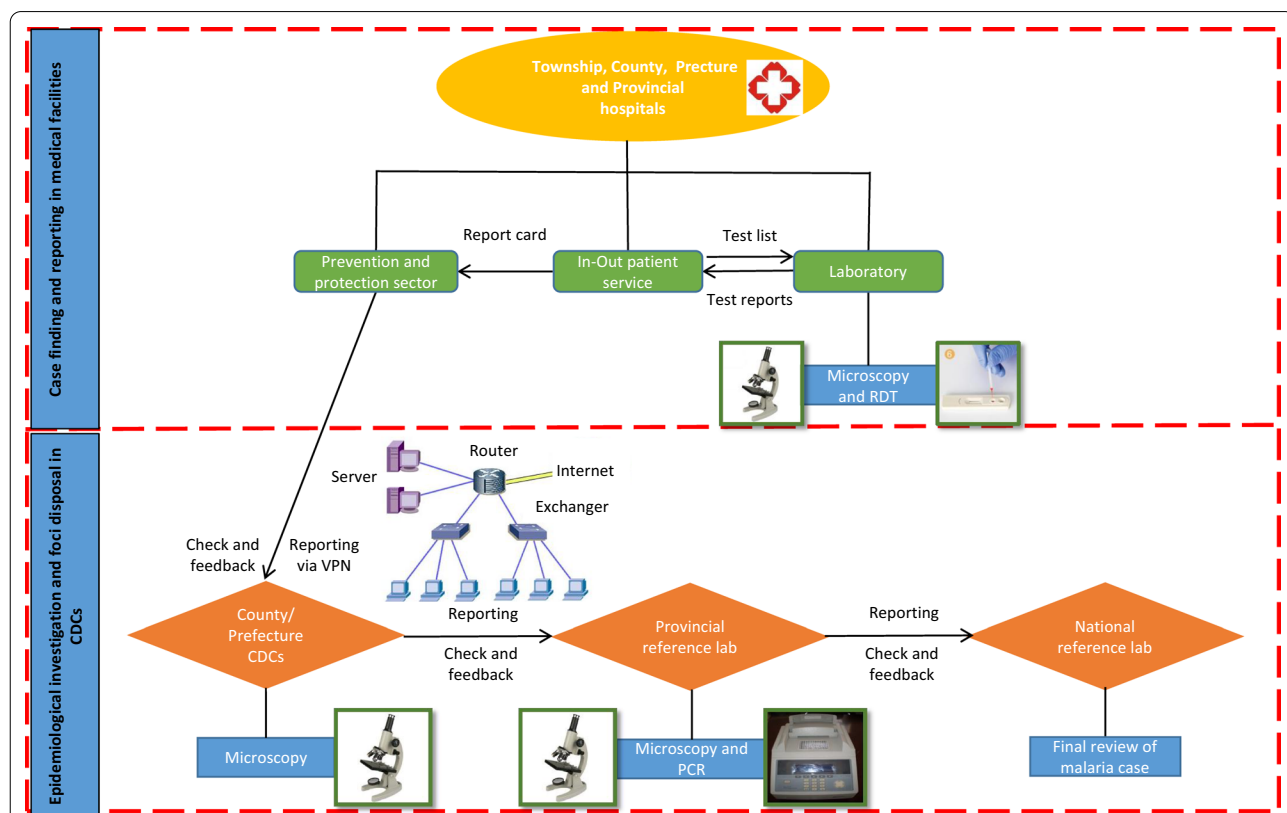 Case finding and reporting in medical facilities
Township, County, Precture
and Provincial
hospitals
Report card
Test list
Prevention and
protection sector
In-Out patient
service
Laboratory
Test reports
Microscopy
and RDT
Epidemiological investigation and foci disposal in
CDCs
Router
Server
Internet
Exchanger
Check and
feedback
Reporting
via VPN
County/
Prefecture
CDCs
Reporting
Check and
feedback
Provincial
reference lab
Reporting
Check and
feedback
National
reference lab
Microscopy
Microscopy and
PCR
Final review of
malaria case